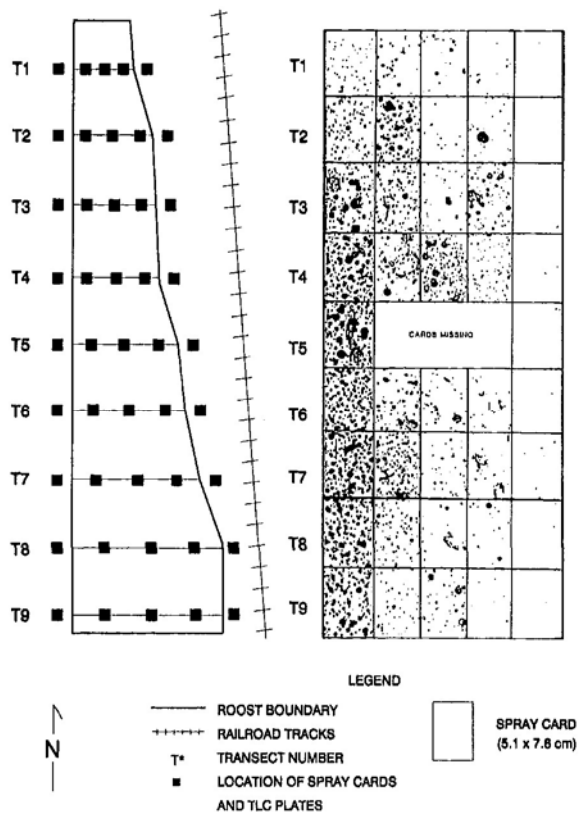 T1
T2
T3
T4
T5
T6
T7
T8
T9
T1
T2
T3
T4
T5
CARDS MISSING
T6
T7
T8
T9
LEGEND
N
ROOST BOUNDARY
RAILROAD TRACKS
T* TRANSECT NUMBER
LOCATION OF SPRAY CARDS
AND TLC PLATES
SPRAY CARD
(5.1 x 7.6 cm)